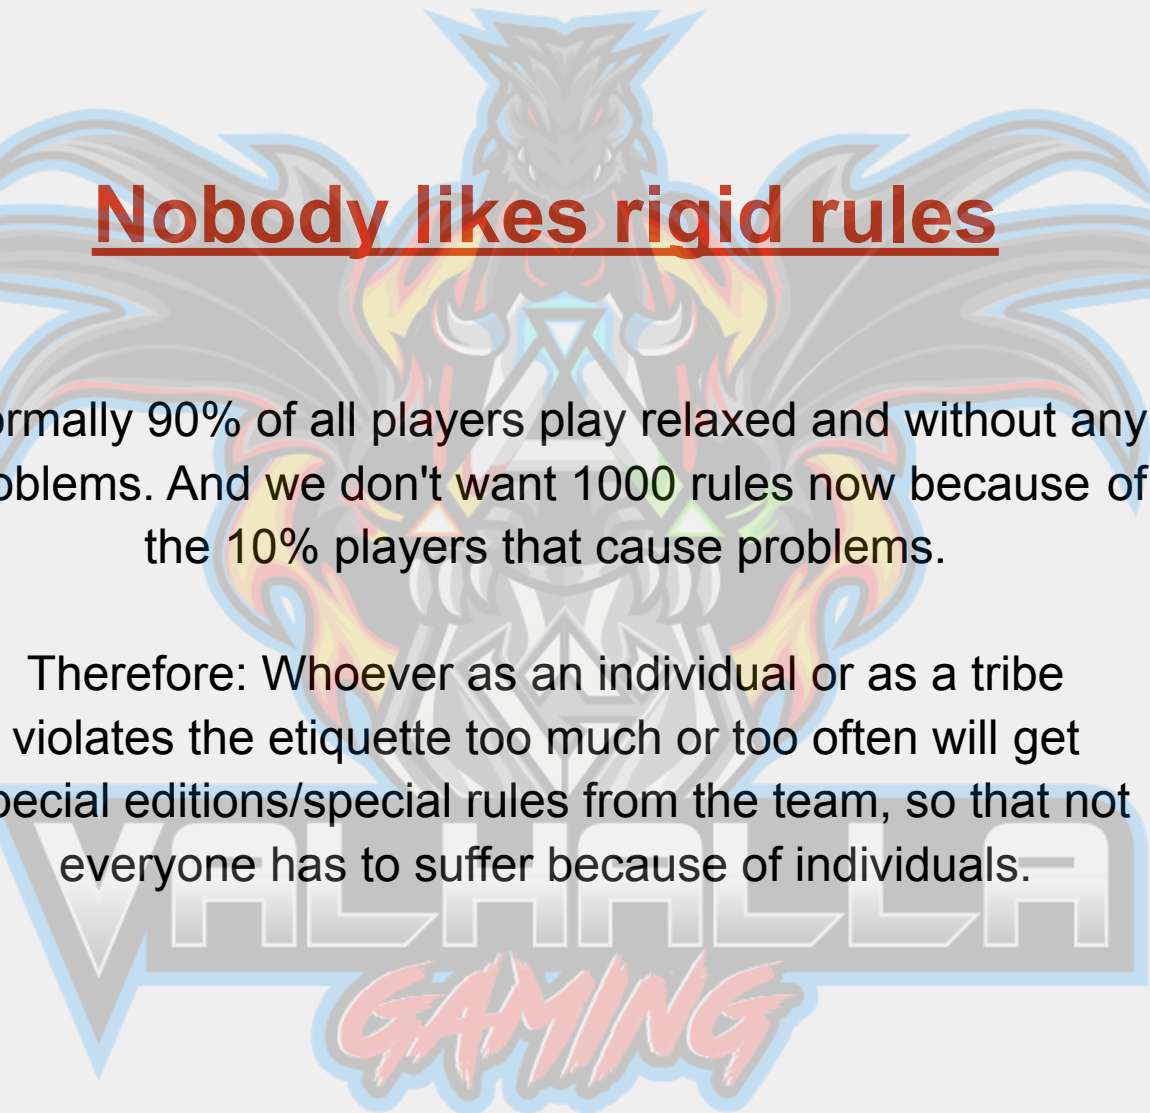 Nobody likes rigid rules
ormally 90% of all players play relaxed and without any
oblems. And we don't want 1000 rules now because of
the 10% players that cause problems.
Therefore: Whoever as an individual or as a tribe
violates the etiquette too much or too often will get
pecial editions/special rules from the team, so that not
everyone has to suffer because of individuals.
VALHALLA
GAMING